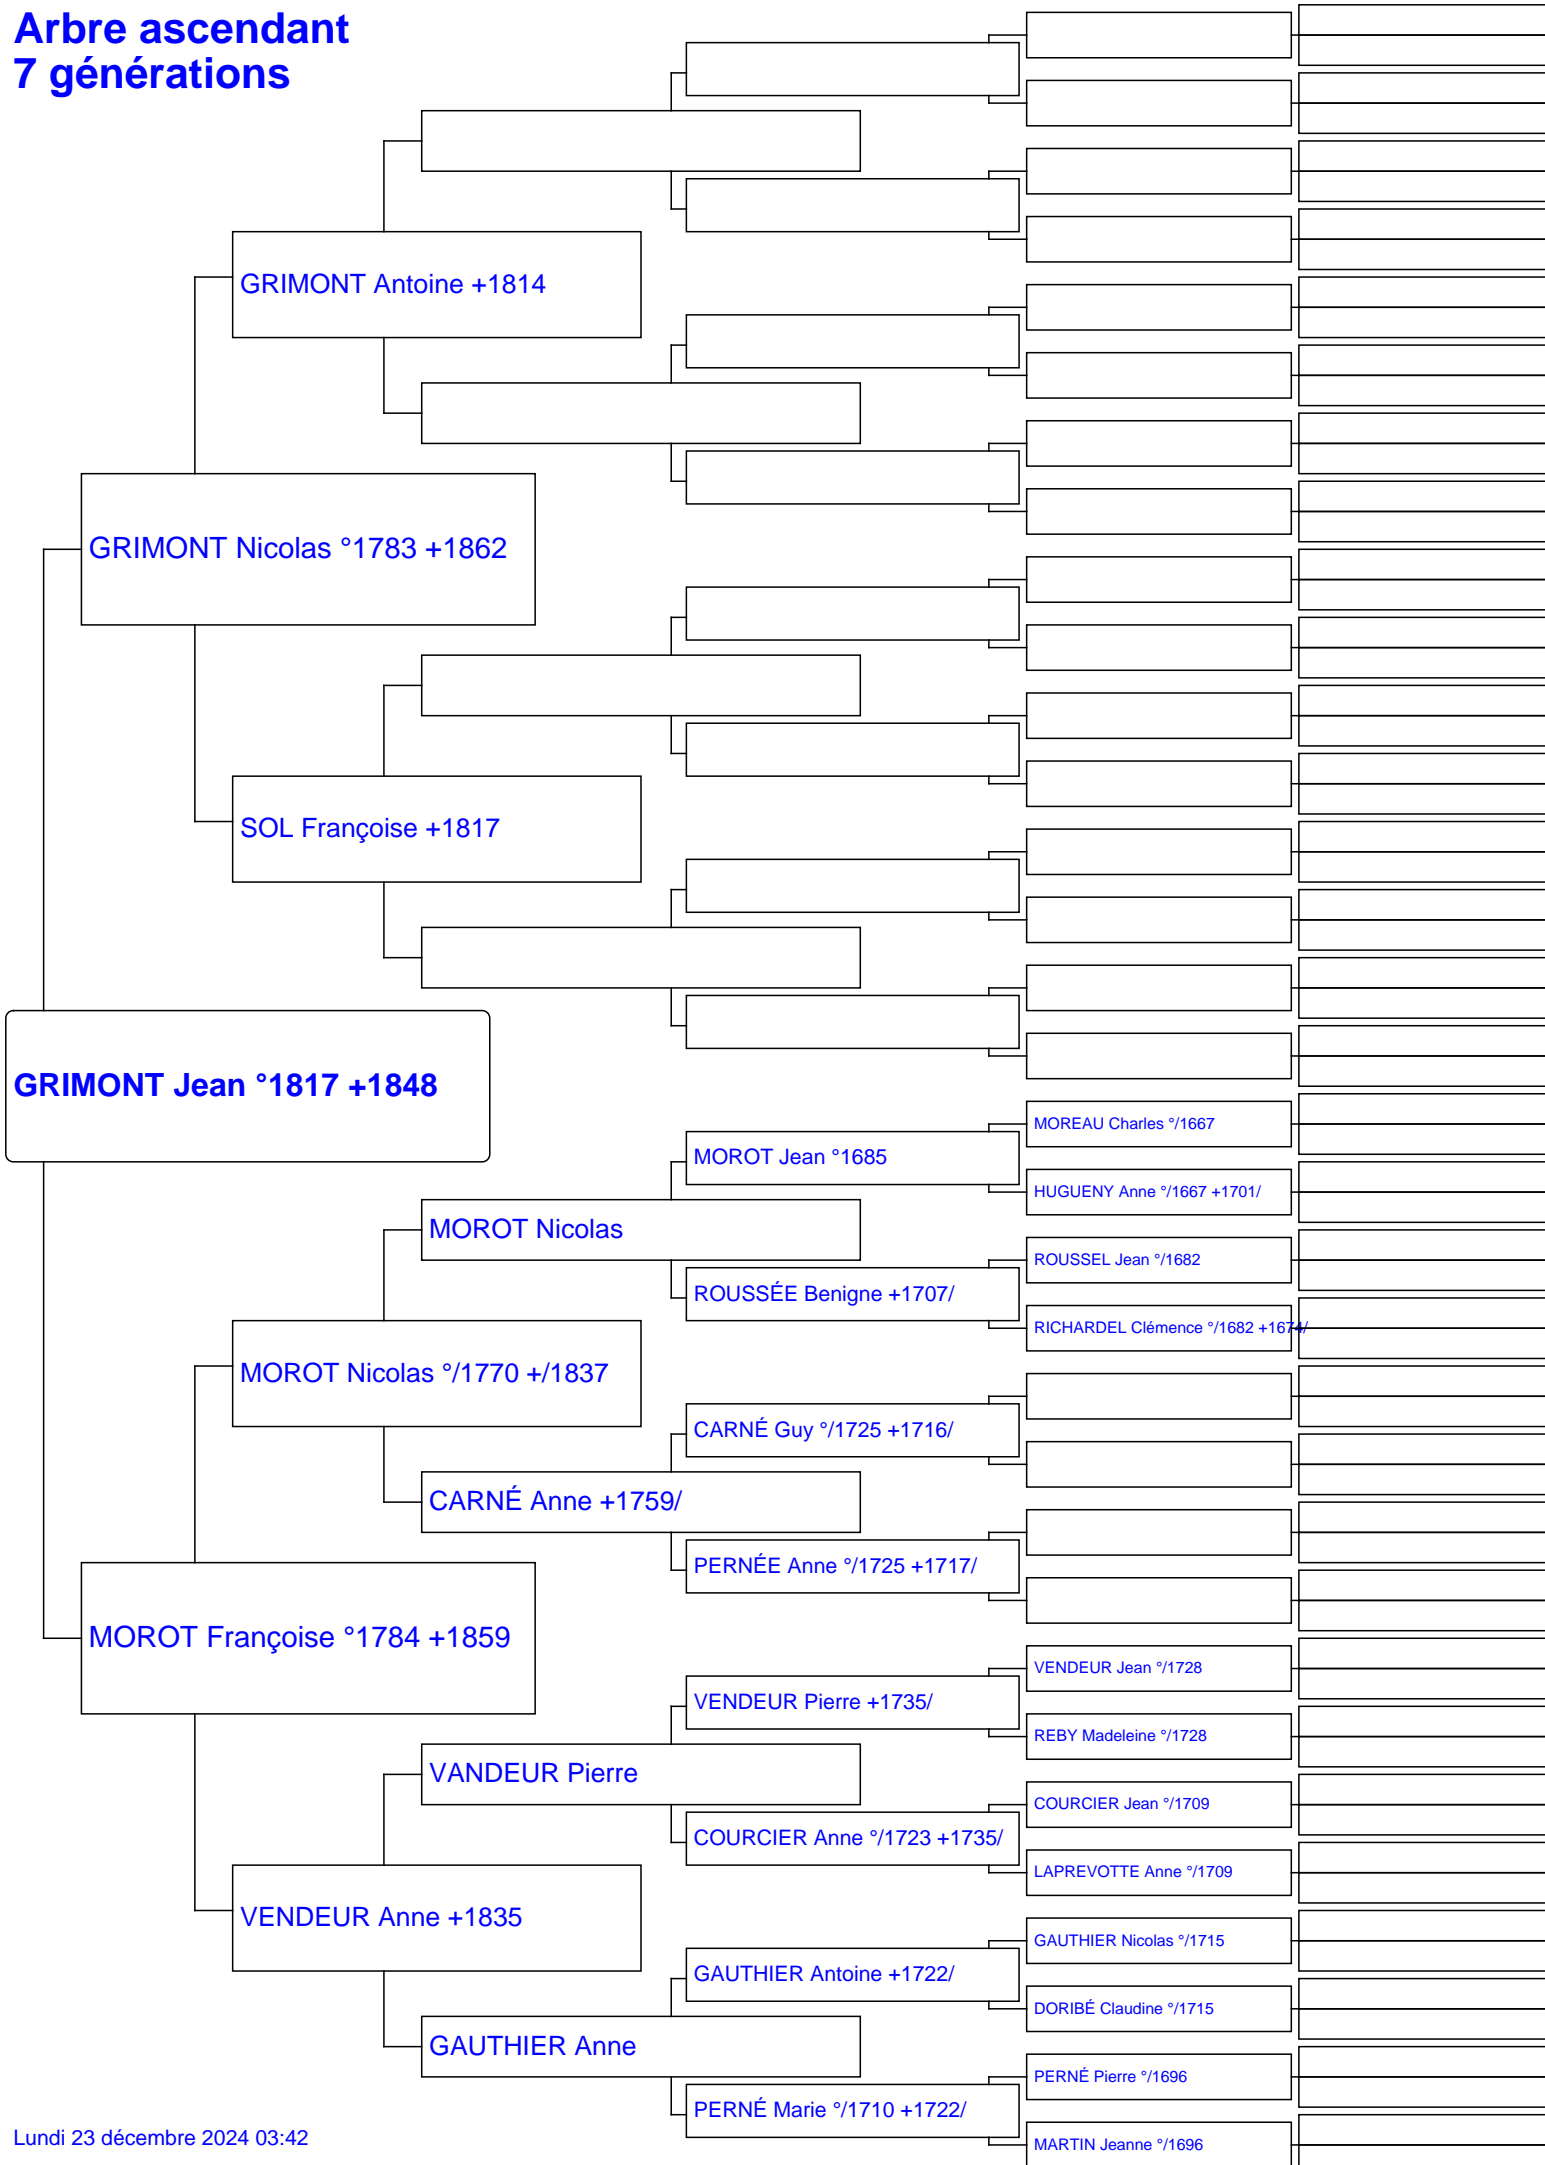 Arbre ascendant
7 générations
GRIMONT Antoine +1814
GRIMONT Nicolas °1783 +1862
SOL Françoise +1817
GRIMONT Jean °1817 +1848
MOREAU Charles °/1667
MOROT Jean °1685
HUGUENY Anne °/1667 +1701/
MOROT Nicolas
ROUSSEL Jean °/1682
ROUSSÉE Benigne +1707/
RICHARDEL Clémence °/1682 +1674/
MOROT Nicolas °/1770 +/1837
CARNÉ Guy °/1725 +1716/
CARNÉ Anne +1759/
PERNÉE Anne °/1725 +1717/
MOROT Françoise °1784 +1859
VENDEUR Jean °/1728
VENDEUR Pierre +1735/
REBY Madeleine °/1728
VANDEUR Pierre
COURCIER Jean °/1709
COURCIER Anne °/1723 +1735/
LAPREVOTTE Anne °/1709
VENDEUR Anne +1835
GAUTHIER Nicolas °/1715
GAUTHIER Antoine +1722/
DORIBÉ Claudine °/1715
GAUTHIER Anne
PERNÉ Pierre °/1696
PERNÉ Marie °/1710 +1722/
MARTIN Jeanne °/1696
Lundi 23 décembre 2024 03:42